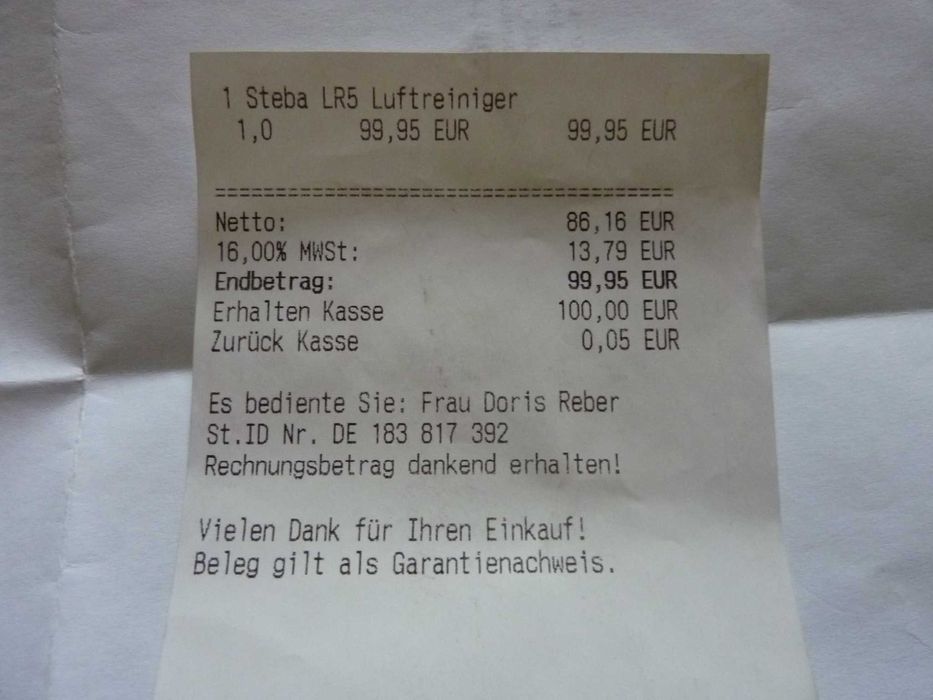 1 Steba LR5 Luftreiniger
1,0 99,95 EUR 99,95 EUR
======================================
Netto: 86,16 EUR
16,00% MWSt: 13,79 EUR
Endbetrag: 99,95 EUR
Erhalten Kasse 100,00 EUR
Zurück Kasse 0,05 EUR
Es bediente Sie: Frau Doris Reber
St.ID Nr. DE 183 817 392
Rechnungsbetrag dankend erhalten!
Vielen Dank für Ihren Einkauf!
Beleg gilt als Garantienachweis.